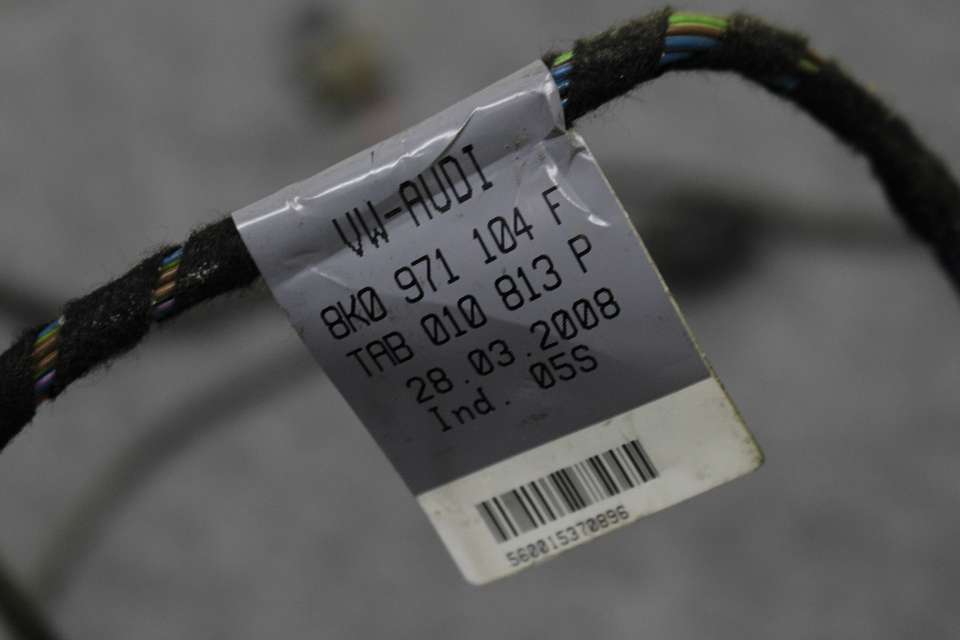 VW-AUDI
8K0 971 104 F
TAB 010 813 P
28.03.2008
Ind. 05S
560015370896